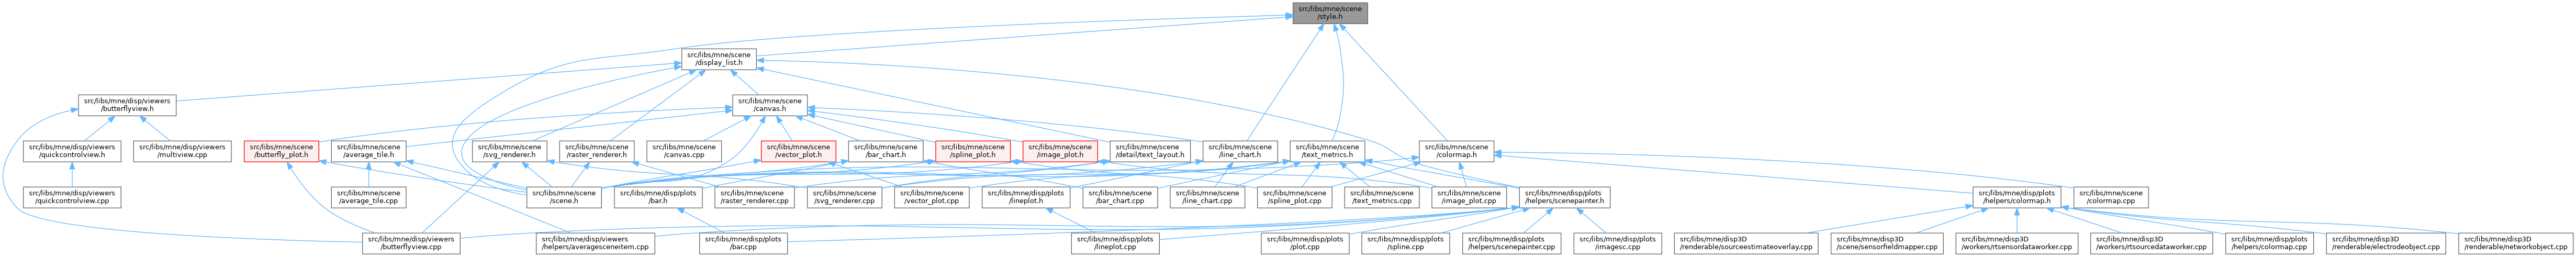 src/libs/mne/scene
/style.h
src/libs/mne/scene
/display_list.h
src/libs/mne/disp/viewers
/butterflyview.h
src/libs/mne/scene
/canvas.h
src/libs/mne/disp/viewers
/quickcontrolview.h
src/libs/mne/disp/viewers
/multiview.cpp
src/libs/mne/scene
/butterfly_plot.h
src/libs/mne/scene
/average_tile.h
src/libs/mne/scene
/svg_renderer.h
src/libs/mne/scene
/raster_renderer.h
src/libs/mne/scene
/canvas.cpp
src/libs/mne/scene
/vector_plot.h
src/libs/mne/scene
/bar_chart.h
src/libs/mne/scene
/spline_plot.h
src/libs/mne/scene
/image_plot.h
src/libs/mne/scene
/detail/text_layout.h
src/libs/mne/scene
/line_chart.h
src/libs/mne/scene
/text_metrics.h
src/libs/mne/scene
/colormap.h
src/libs/mne/disp/viewers
/quickcontrolview.cpp
src/libs/mne/scene
/average_tile.cpp
src/libs/mne/scene
/scene.h
src/libs/mne/disp/plots
/bar.h
src/libs/mne/scene
/raster_renderer.cpp
src/libs/mne/scene
/svg_renderer.cpp
src/libs/mne/scene
/vector_plot.cpp
src/libs/mne/disp/plots
/lineplot.h
src/libs/mne/scene
/bar_chart.cpp
src/libs/mne/scene
/line_chart.cpp
src/libs/mne/scene
/spline_plot.cpp
src/libs/mne/scene
/text_metrics.cpp
src/libs/mne/scene
/image_plot.cpp
src/libs/mne/disp/plots
/helpers/scenepainter.h
src/libs/mne/disp/plots
/helpers/colormap.h
src/libs/mne/scene
/colormap.cpp
src/libs/mne/disp/viewers
/butterflyview.cpp
src/libs/mne/disp/viewers
/helpers/averagesceneitem.cpp
src/libs/mne/disp/plots
/bar.cpp
src/libs/mne/disp/plots
/lineplot.cpp
src/libs/mne/disp/plots
/plot.cpp
src/libs/mne/disp/plots
/spline.cpp
src/libs/mne/disp/plots
/helpers/scenepainter.cpp
src/libs/mne/disp/plots
/imagesc.cpp
src/libs/mne/disp3D
/renderable/sourceestimateoverlay.cpp
src/libs/mne/disp3D
/scene/sensorfieldmapper.cpp
src/libs/mne/disp3D
/workers/rtsensordataworker.cpp
src/libs/mne/disp3D
/workers/rtsourcedataworker.cpp
src/libs/mne/disp/plots
/helpers/colormap.cpp
src/libs/mne/disp3D
/renderable/electrodeobject.cpp
src/libs/mne/disp3D
/renderable/networkobject.cpp